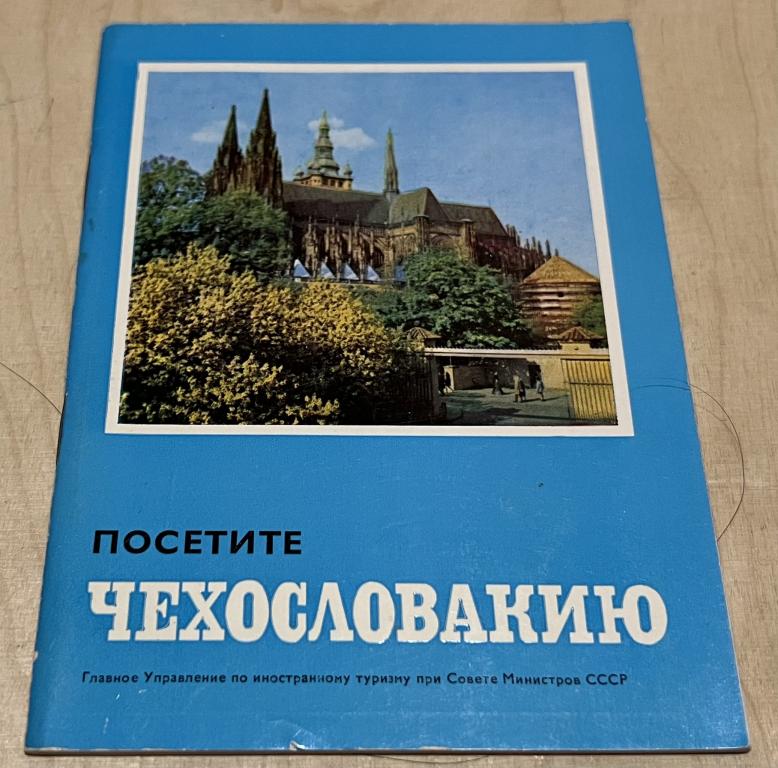 ПОСЕТИТЕ
ЧЕХОСЛОВАКИЮ
Главное Управление по иностранному туризму при Совете Министров СССР